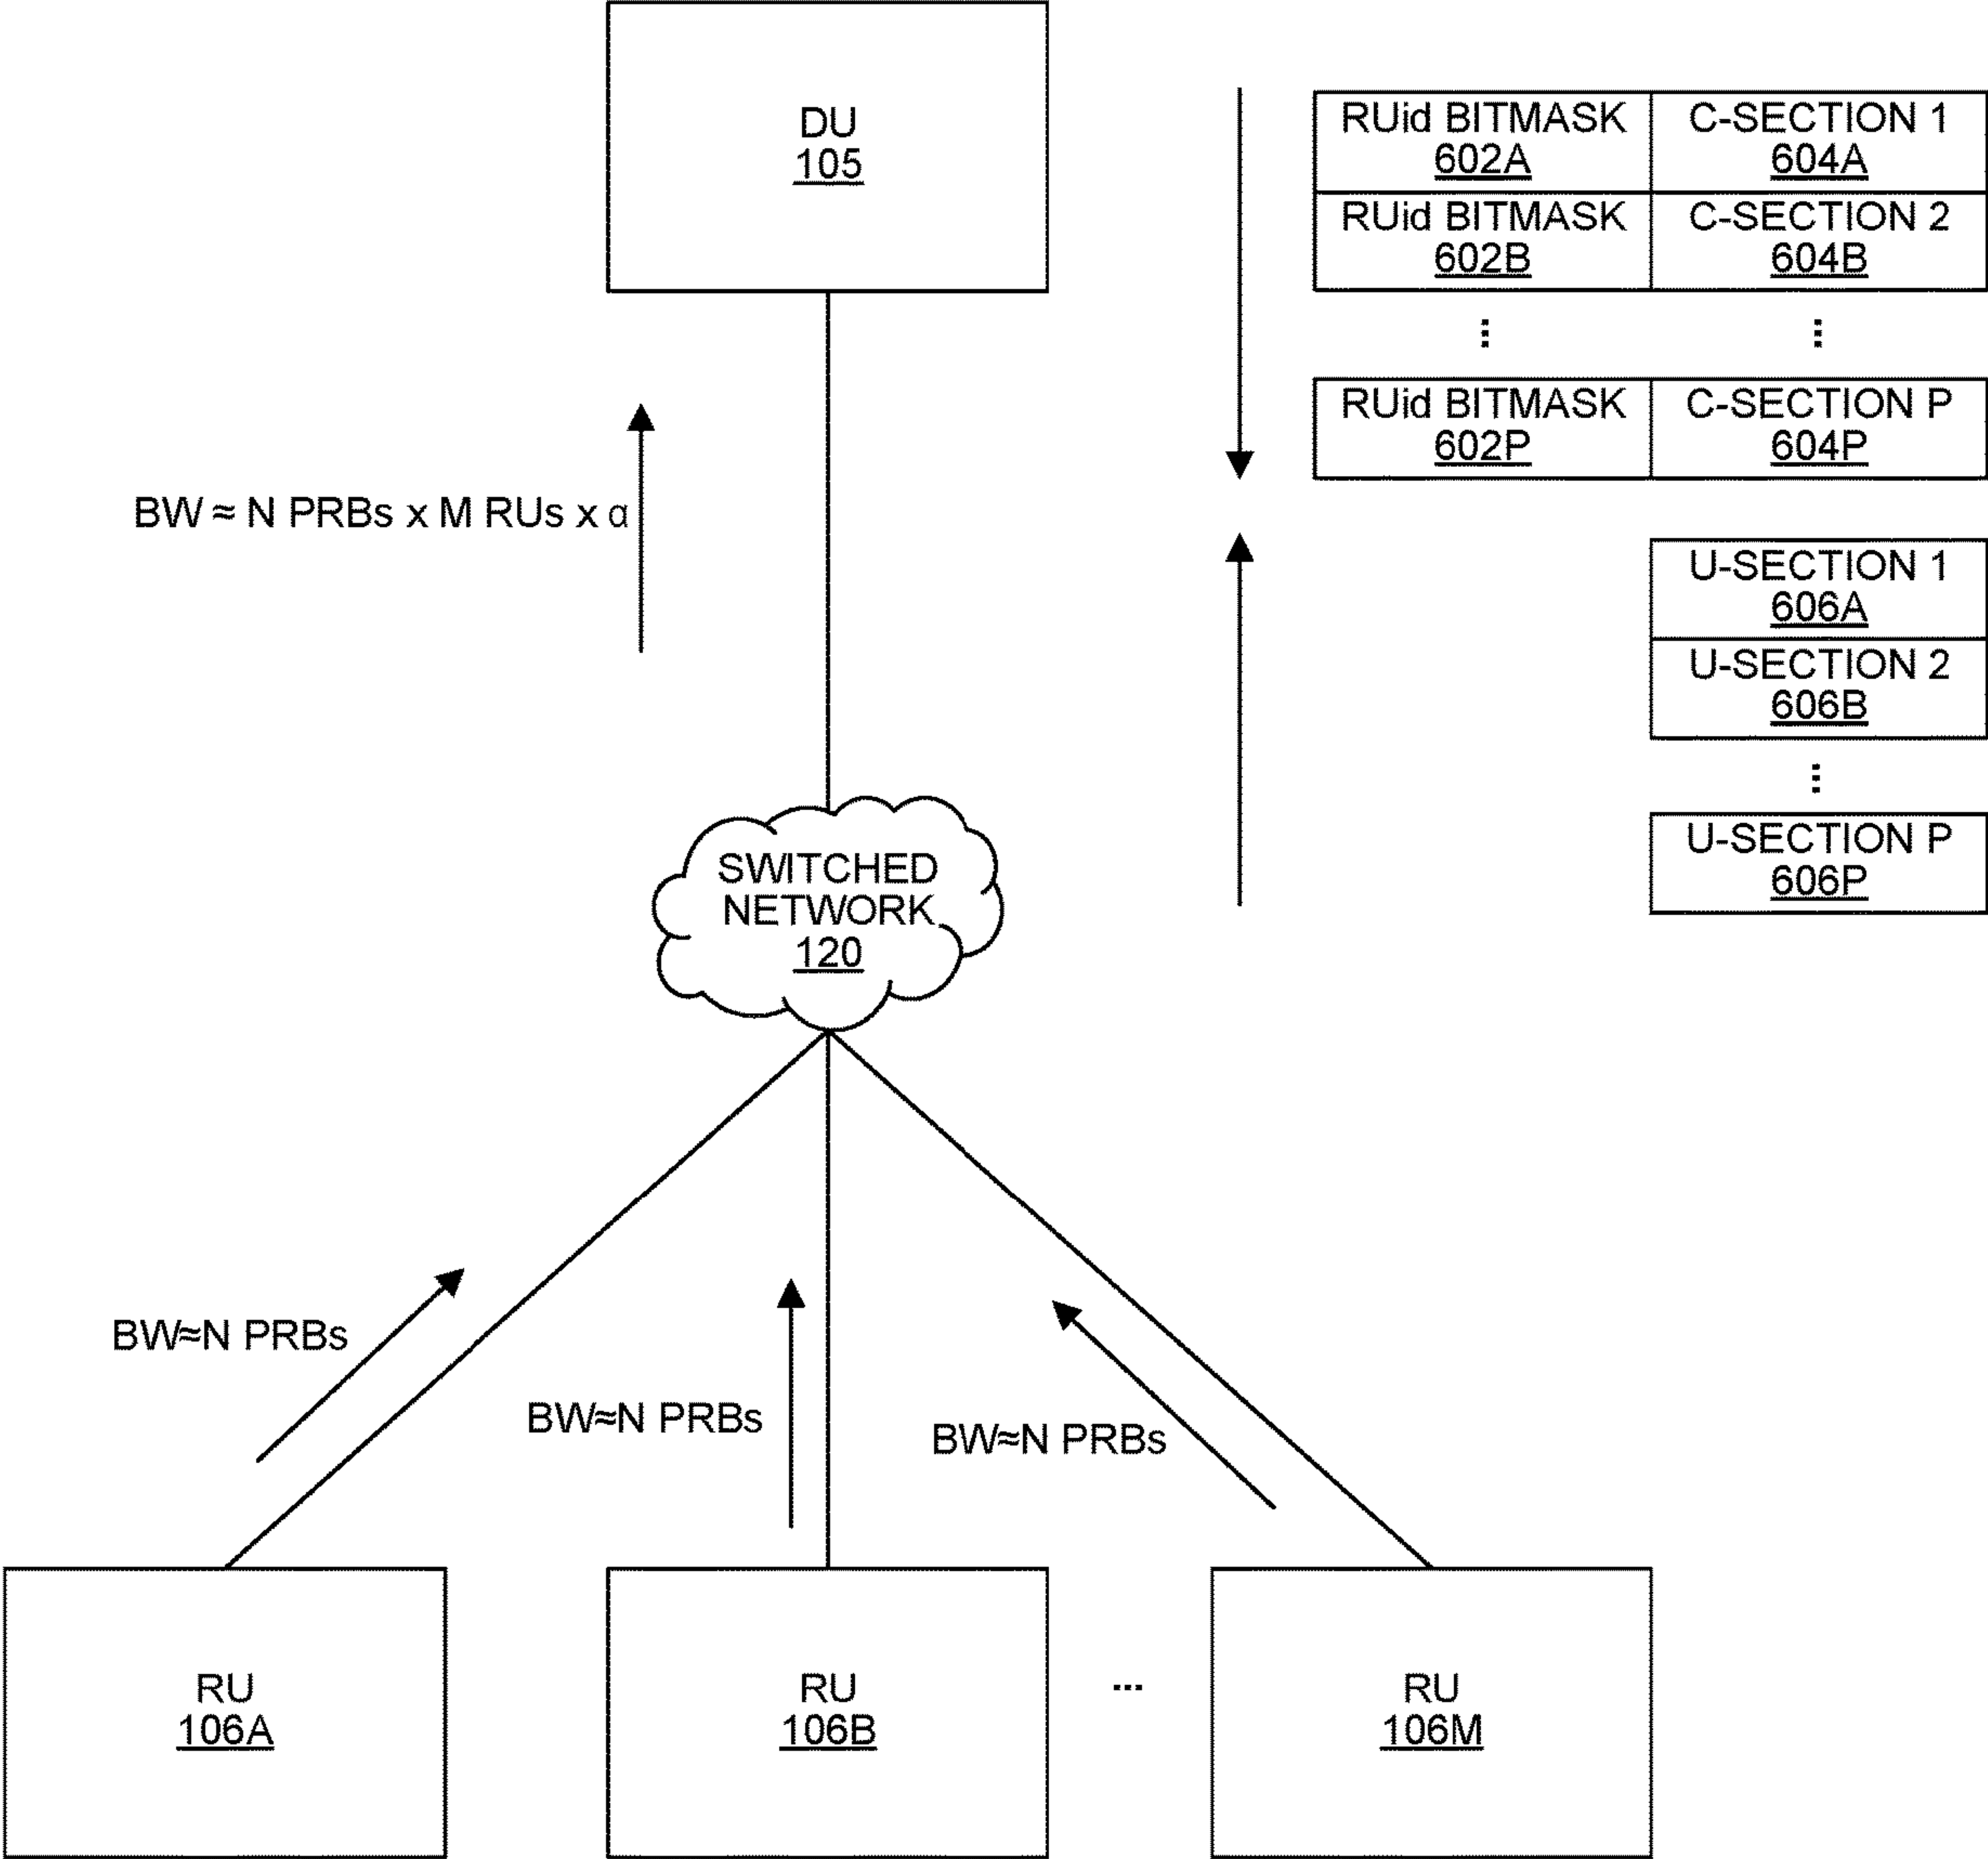 DU
105
RUid BITMASK C-SECTION 1
602A 604A
RUid BITMASK C-SECTION 2
602B 604B
⋮ ⋮
RUid BITMASK C-SECTION P
602P 604P
BW ≈ N PRBs x M RUs x α
U-SECTION 1
606A
U-SECTION 2
606B
⋮
U-SECTION P
606P
SWITCHED
NETWORK
120
BW≈N PRBs
BW≈N PRBs
BW≈N PRBs
RU
106A
RU
106B
...
RU
106M